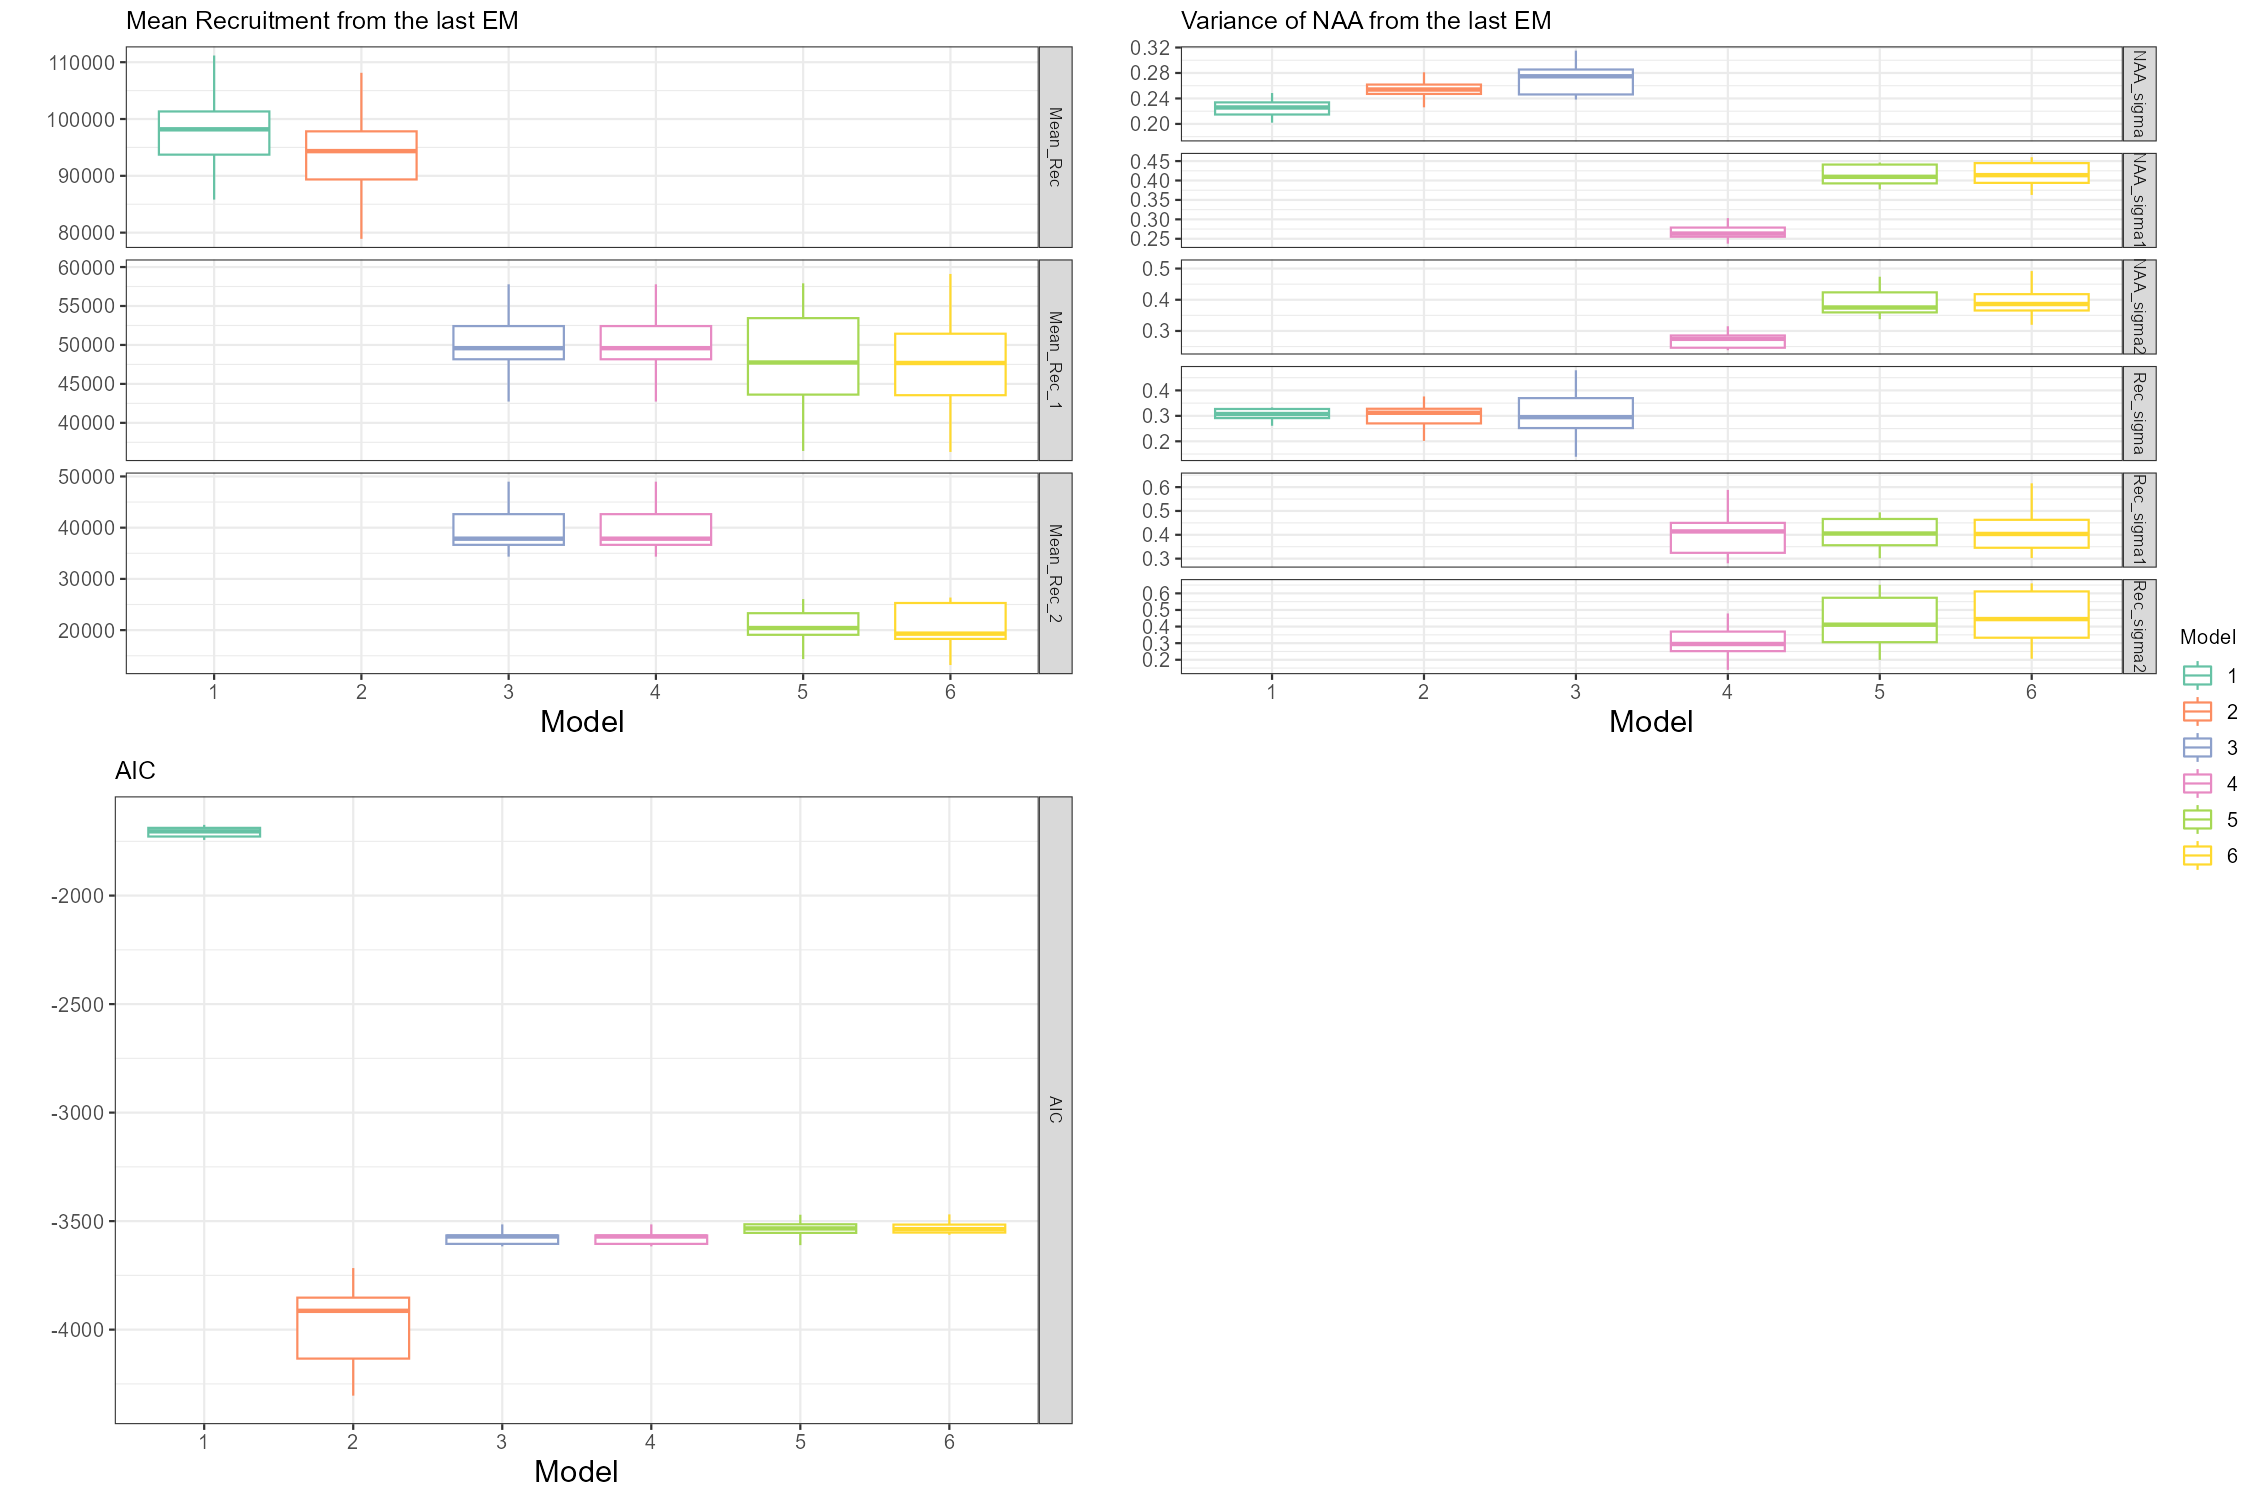 Mean Recruitment from the last EM
110000
100000
90000
80000
Mean_Rec
60000
55000
50000
45000
40000
Mean_Rec_1
50000
40000
30000
20000
Mean_Rec_2
1 2 3 4 5 6
Model
Variance of NAA from the last EM
0.32
0.28
0.24
0.20
NAA_sigma
0.45
0.40
0.35
0.30
0.25
NAA_sigma1
0.5
0.4
0.3
NAA_sigma2
0.4
0.3
0.2
Rec_sigma
0.6
0.5
0.4
0.3
Rec_sigma1
0.6
0.5
0.4
0.3
0.2
Rec_sigma2
1 2 3 4 5 6
Model
Model
1
2
3
4
5
6
AIC
-2000
-2500
-3000
-3500
-4000
AIC
1 2 3 4 5 6
Model